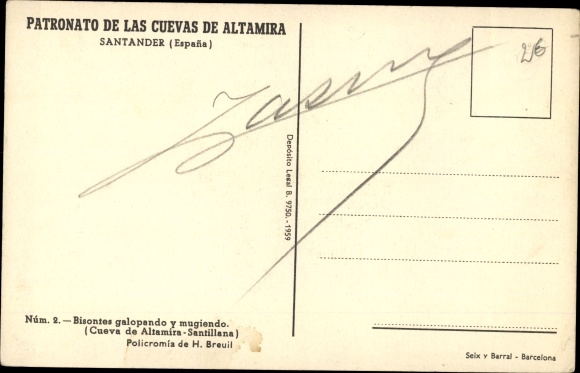 PATRONATO DE LAS CUEVAS DE ALTAMIRA
SANTANDER (España)
26
Depósito Legal B. 9750.-1959
Núm. 2.—Bisontes galopando y mugiendo.
(Cueva de Altamira-Santillana)
Policromía de H. Breuil
Seix y Barral - Barcelona